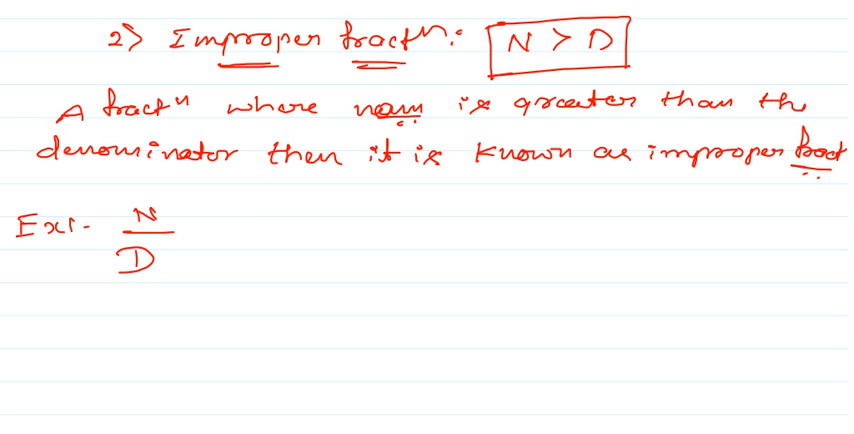 2) Improper fractn: N > D
A fractn where num is greater than the
denominator then it is known as improper fract
Ex:- N
D